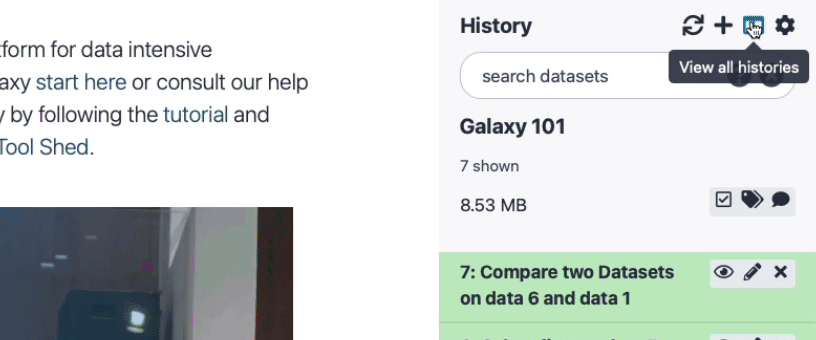 tform for data intensive
axy start here or consult our help
y by following the tutorial and
Tool Shed.
History
View all histories
search datasets
Galaxy 101
7 shown
8.53 MB
7: Compare two Datasets
on data 6 and data 1